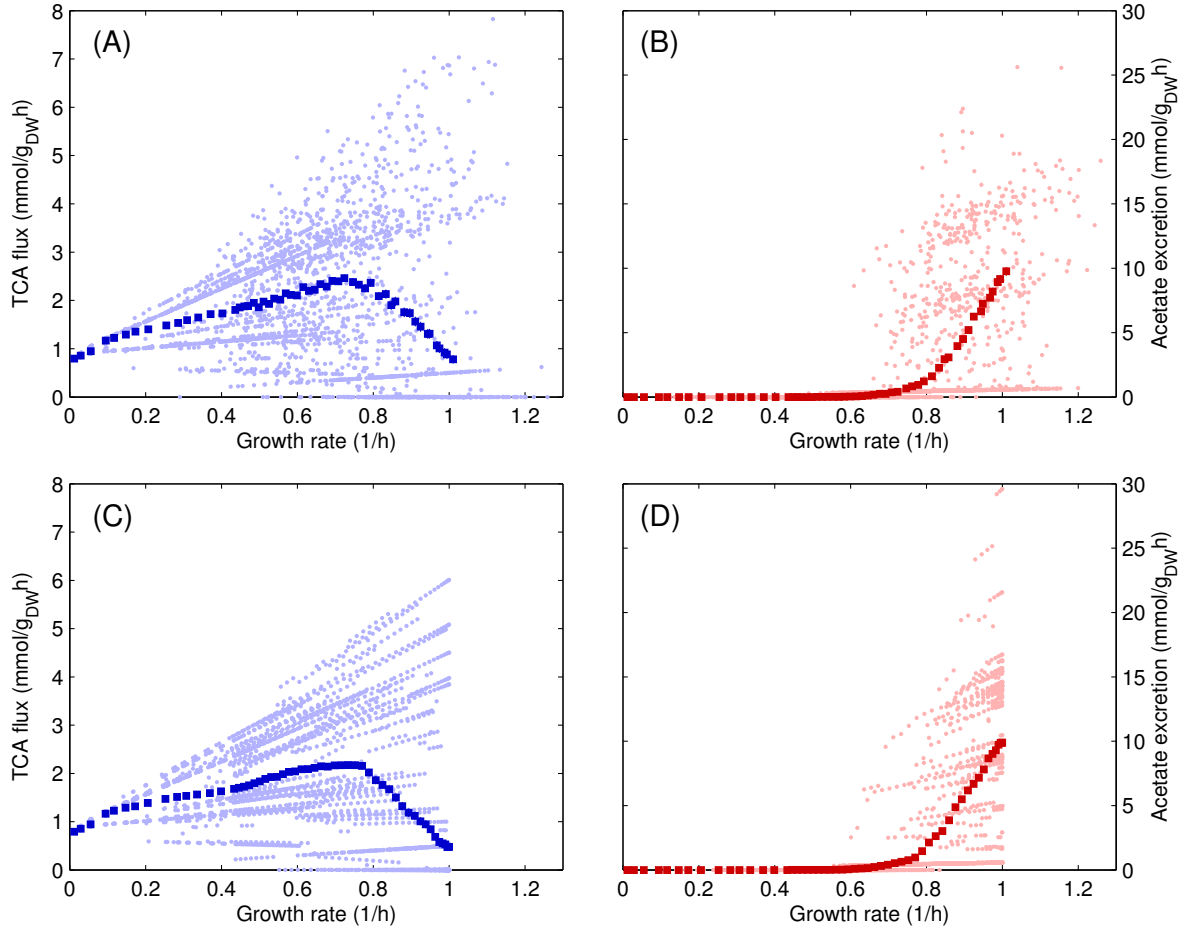 (A)
TCA flux (mmol/gDWh)
8
7
6
5
4
3
2
1
0
0 0.2 0.4 0.6 0.8 1 1.2
Growth rate (1/h)
(B)
Acetate excretion (mmol/gDWh)
30
25
20
15
10
5
0
0 0.2 0.4 0.6 0.8 1 1.2
Growth rate (1/h)
(C)
TCA flux (mmol/gDWh)
8
7
6
5
4
3
2
1
0
0 0.2 0.4 0.6 0.8 1 1.2
Growth rate (1/h)
(D)
Acetate excretion (mmol/gDWh)
30
25
20
15
10
5
0
0 0.2 0.4 0.6 0.8 1 1.2
Growth rate (1/h)